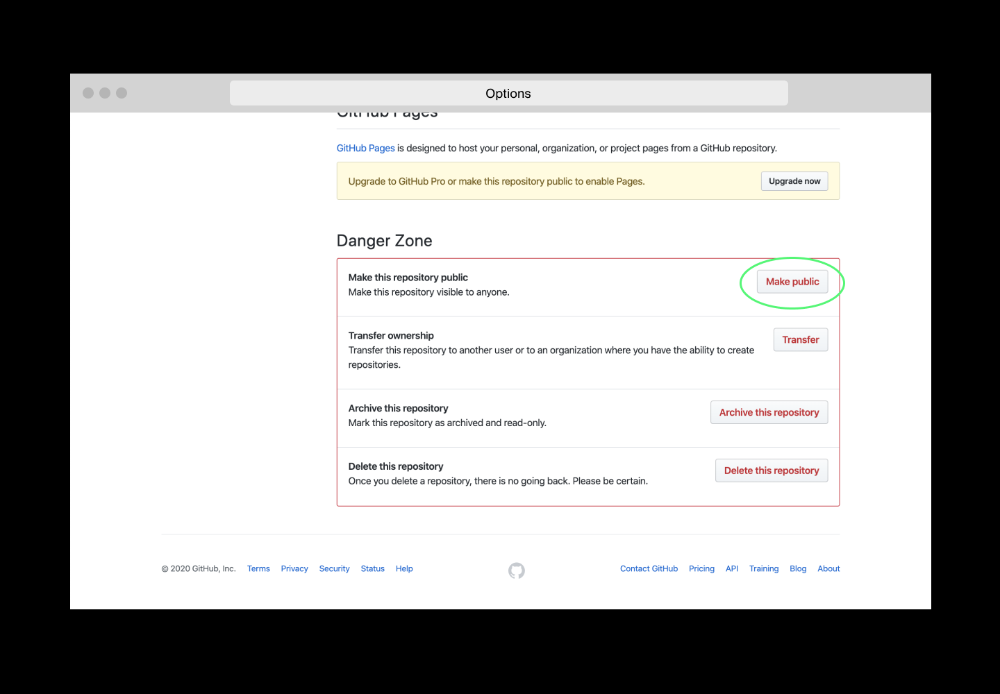 Options
GitHub Pages
GitHub Pages is designed to host your personal, organization, or project pages from a GitHub repository.
Upgrade to GitHub Pro or make this repository public to enable Pages.
Upgrade now
Danger Zone
Make this repository public
Make this repository visible to anyone.
Make public
Transfer ownership
Transfer this repository to another user or to an organization where you have the ability to create
repositories.
Transfer
Archive this repository
Mark this repository as archived and read-only.
Archive this repository
Delete this repository
Once you delete a repository, there is no going back. Please be certain.
Delete this repository
© 2020 GitHub, Inc. Terms Privacy Security Status Help Contact GitHub Pricing API Training Blog About